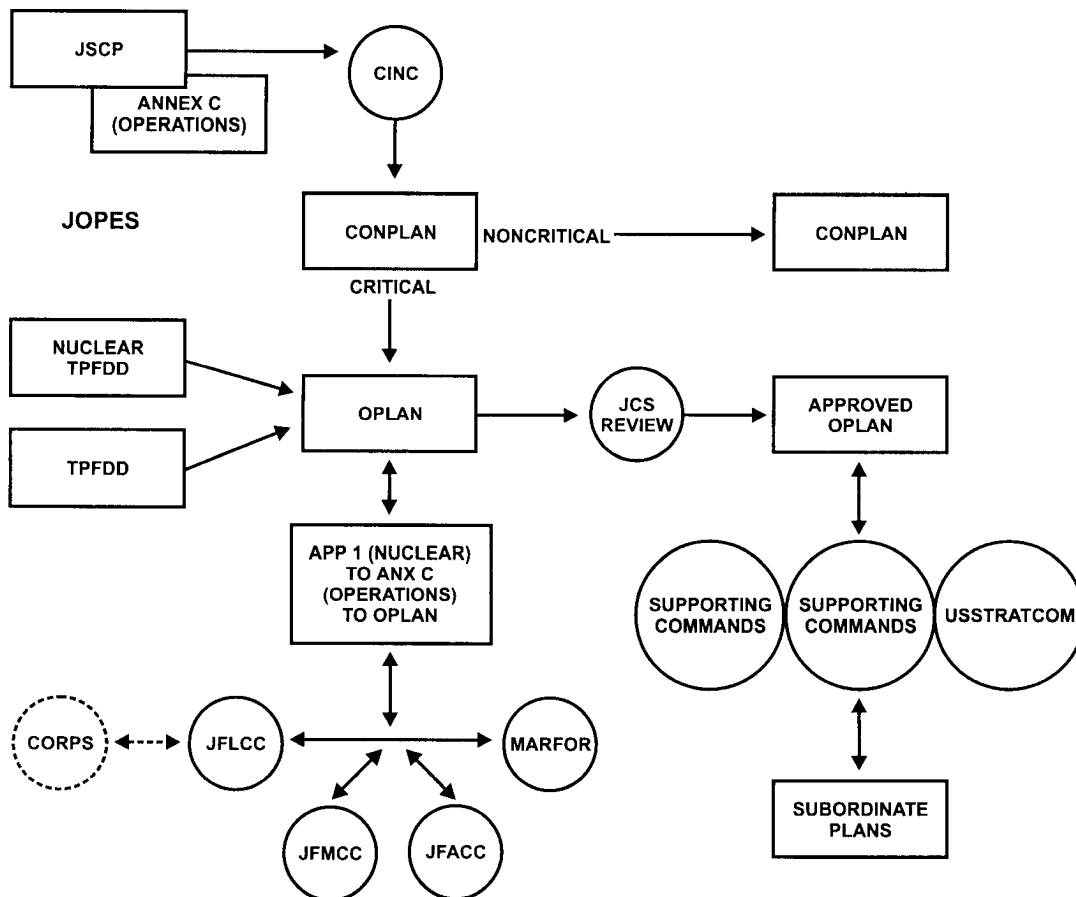 JSCP
CINC
ANNEX C
(OPERATIONS)
JOPES
CONPLAN
NONCRITICAL
CONPLAN
CRITICAL
NUCLEAR
TPFDD
TPFDD
OPLAN
JCS
REVIEW
APPROVED
OPLAN
APP 1 (NUCLEAR)
TO ANX C
(OPERATIONS)
TO OPLAN
SUPPORTING
COMMANDS
SUPPORTING
COMMANDS
USSTRATCOM
CORPS
JFLCC
MARFOR
JFMCC
JFACC
SUBORDINATE
PLANS